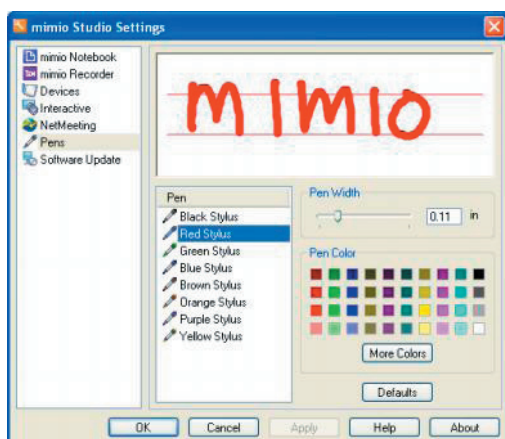 mimio Studio Settings
mimio Notebook
mimio Recorder
Devices
Interactive
NetMeeting
Pens
Software Update
MIMIO
Pen
Black Stylus
Red Stylus
Green Stylus
Blue Stylus
Brown Stylus
Orange Stylus
Purple Stylus
Yellow Stylus
Pen Width
0.11 in
Pen Color
More Colors
Defaults
OK Cancel Apply Help About